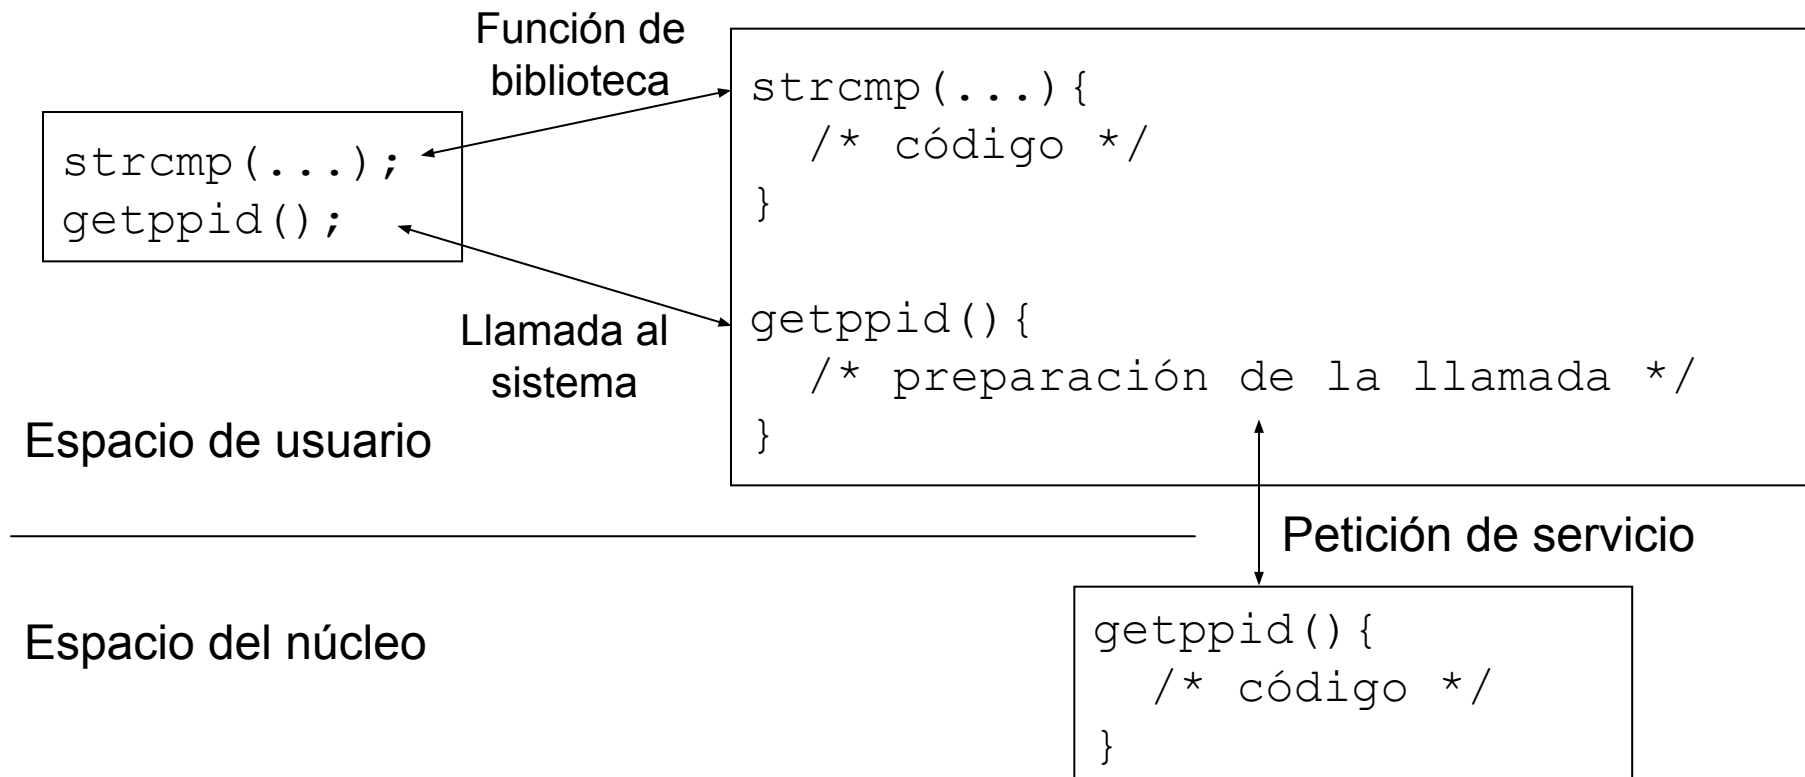 Función de
biblioteca
strcmp(...);
getppid();
strcmp(...){
/* código */
}
getppid(){
/* preparación de la llamada */
}
Llamada al
sistema
Espacio de usuario
Petición de servicio
Espacio del núcleo
getppid(){
/* código */
}